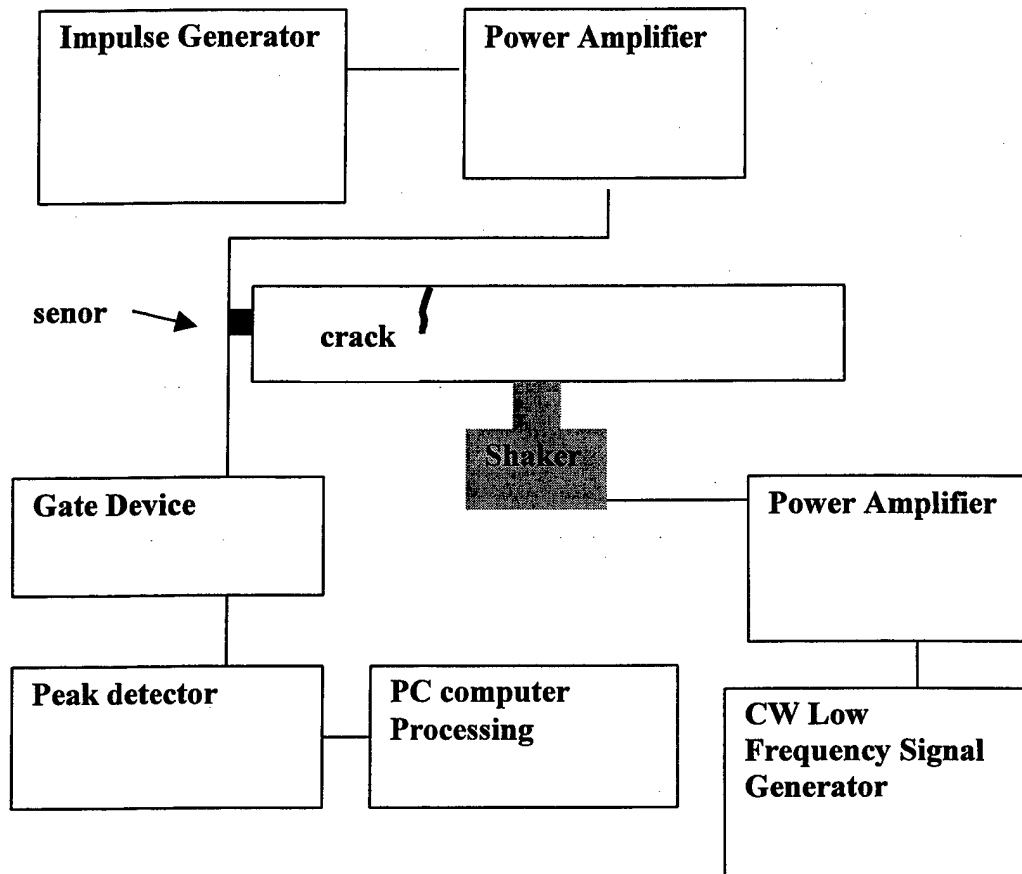 Impulse Generator
Power Amplifier
senor
crack
Shaker
Gate Device
Power Amplifier
Peak detector
PC computer
Processing
CW Low
Frequency Signal
Generator